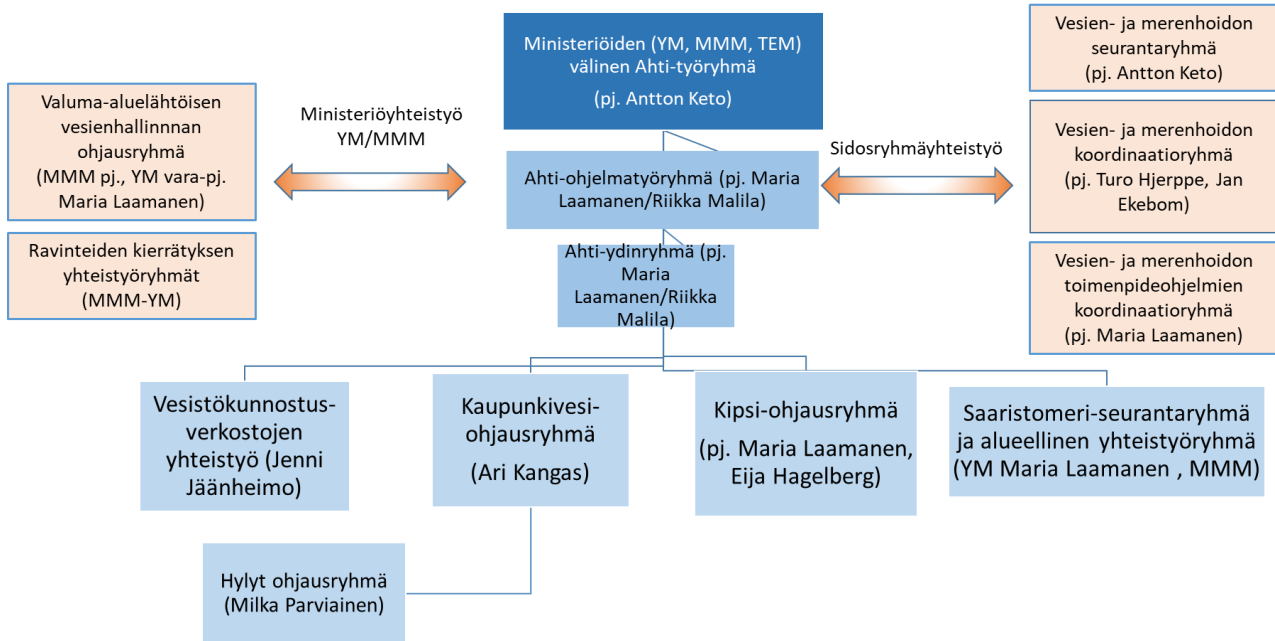 Ministeriöiden (YM, MMM, TEM)
välinen Ahti-työryhmä
(pj. Antton Keto)
Vesien- ja merenhoidon
seurantaryhmä
(pj. Antton Keto)
Valuma-aluelähtöisen
vesienhallinnnan
ohjausryhmä
(MMM pj., YM vara-pj.
Maria Laamanen)
Ministeriöyhteistyö
YM/MMM
Ahti-ohjelmatyöryhmä (pj. Maria
Laamanen/Riikka Malila)
Sidosryhmäyhteistyö
Vesien- ja merenhoidon
koordinaatioryhmä
(pj. Turo Hjerppe, Jan
Ekebom)
Ravinteiden kierrätyksen
yhteistyöryhmät
(MMM-YM)
Ahti-ydinryhmä (pj.
Maria
Laamanen/Riikka
Malila)
Vesien- ja merenhoidon
toimenpideohjelmien
koordinaatioryhmä
(pj. Maria Laamanen)
Vesistökunnostus-
verkostojen
yhteistyö (Jenni
Jäänheimo)
Kaupunkivesi-
ohjausryhmä
(Ari Kangas)
Kipsi-ohjausryhmä
(pj. Maria Laamanen,
Eija Hagelberg)
Saaristomeri-seurantaryhmä
ja alueellinen yhteistyöryhmä
(YM Maria Laamanen , MMM)
Hylyt ohjausryhmä
(Milka Parviainen)